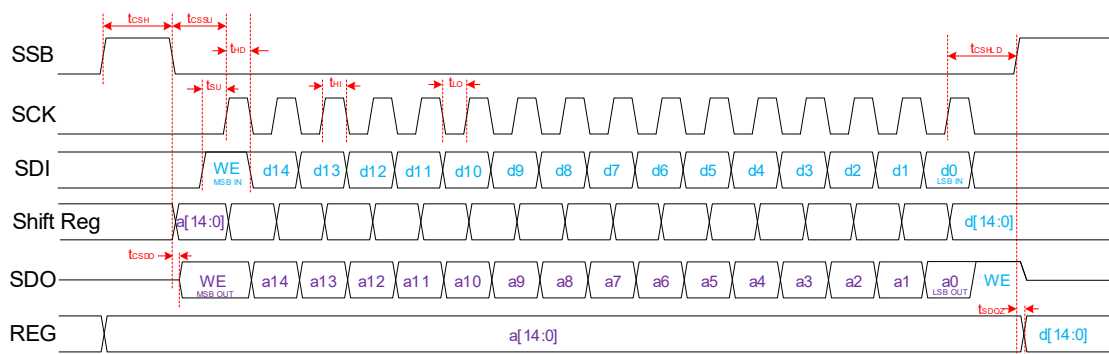 tCSH tCSSU
SSB tHD tCSHLD
tSU tHI tLO
SCK
SDI WE d14 d13 d12 d11 d10 d9 d8 d7 d6 d5 d4 d3 d2 d1 d0
MSB IN LSB IN
Shift Reg a[14:0] d[14:0]
tCSDO
SDO WE a14 a13 a12 a11 a10 a9 a8 a7 a6 a5 a4 a3 a2 a1 a0 WE
MSB OUT LSB OUT
tSDOZ
REG a[14:0] d[14:0]